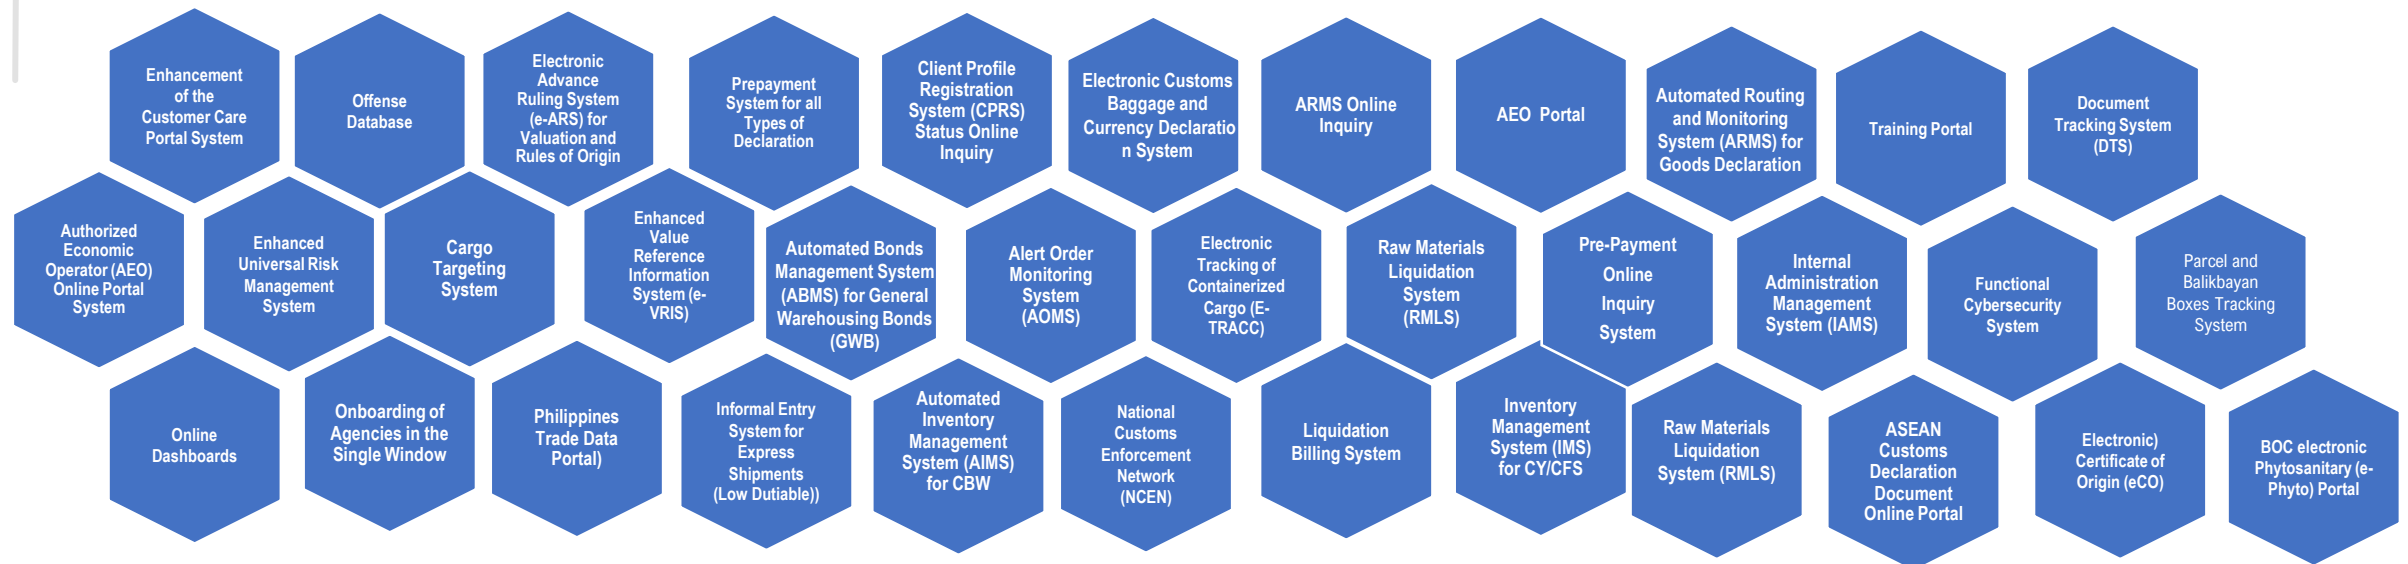 Enhancement
of the
Customer Care
Portal System
Offense
Database
Electronic
Advance
Ruling System
(e-ARS) for
Valuation and
Rules of Origin
Prepayment
System for all
Types of
Declaration
Client Profile
Registration
System (CPRS)
Status Online
Inquiry
Electronic Customs
Baggage and
Currency Declaratio
n System
ARMS Online
Inquiry
AEO Portal
Automated Routing
and Monitoring
System (ARMS) for
Goods Declaration
Training Portal
Document
Tracking System
(DTS)
Authorized
Economic
Operator (AEO)
Online Portal
System
Enhanced
Universal Risk
Management
System
Cargo
Targeting
System
Enhanced
Value
Reference
Information
System (e-
VRIS)
Automated Bonds
Management System
(ABMS) for General
Warehousing Bonds
(GWB)
Alert Order
Monitoring
System
(AOMS)
Electronic
Tracking of
Containerized
Cargo (E-
TRACC)
Raw Materials
Liquidation
System
(RMLS)
Pre-Payment
Online
Inquiry
System
Internal
Administration
Management
System (IAMS)
Functional
Cybersecurity
System
Parcel and
Balikbayan
Boxes Tracking
System
Online
Dashboards
Onboarding of
Agencies in the
Single Window
Philippines
Trade Data
Portal)
Informal Entry
System for
Express
Shipments
(Low Dutiable))
Automated
Inventory
Management
System (AIMS)
for CBW
National
Customs
Enforcement
Network
(NCEN)
Liquidation
Billing System
Inventory
Management
System (IMS)
for CY/CFS
Raw Materials
Liquidation
System (RMLS)
ASEAN
Customs
Declaration
Document
Online Portal
Electronic)
Certificate of
Origin (eCO)
BOC electronic
Phytosanitary (e-
Phyto) Portal